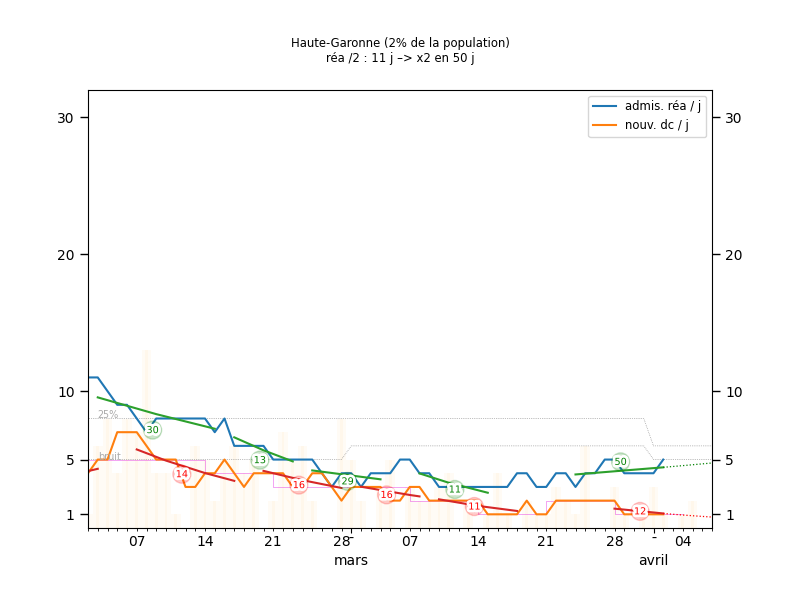 Haute-Garonne (2% de la population)
réa /2 : 11 j –> x2 en 50 j
admis. réa / j
nouv. dc / j
30 30
20 20
10 10
25%
30
bruit
5 5
13
50
14
16
29
16
11
11
12
1 1
07 14 21 28 - 07 14 21 28 - 04
mars avril